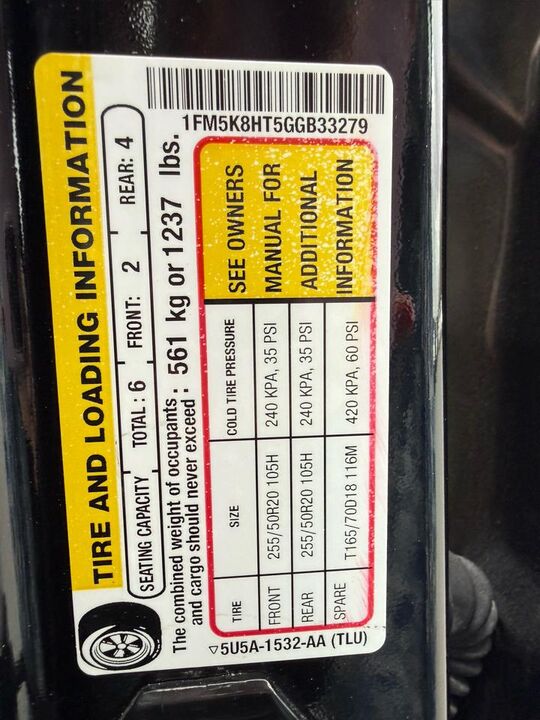 TIRE AND LOADING INFORMATION
SEATING CAPACITY TOTAL : 6 FRONT: 2 REAR: 4
The combined weight of occupants : 561 kg or 1237 lbs.
and cargo should never exceed
1FM5K8HT5GGB33279
TIRE SIZE COLD TIRE PRESSURE SEE OWNERS
FRONT 255/50R20 105H 240 KPA, 35 PSI MANUAL FOR
REAR 255/50R20 105H 240 KPA, 35 PSI ADDITIONAL
SPARE T165/70D18 116M 420 KPA, 60 PSI INFORMATION
▽5U5A-1532-AA (TLU)